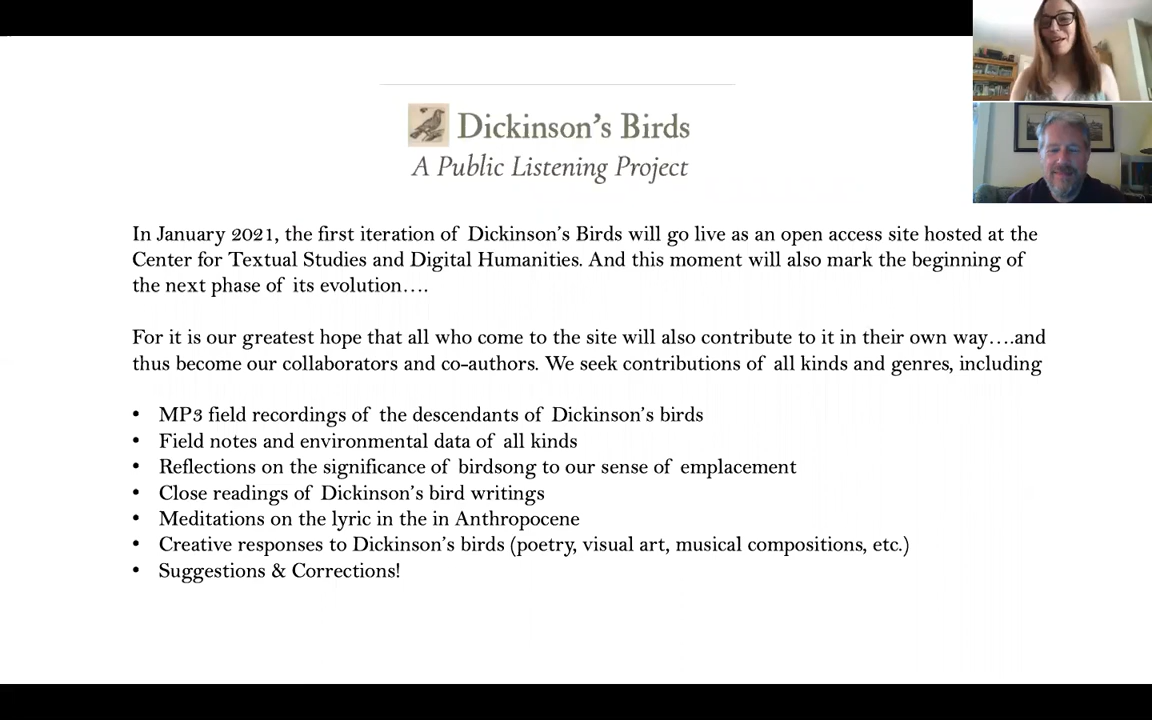 Dickinson's Birds
A Public Listening Project
In January 2021, the first iteration of Dickinson's Birds will go live as an open access site hosted at the
Center for Textual Studies and Digital Humanities. And this moment will also mark the beginning of
the next phase of its evolution….
For it is our greatest hope that all who come to the site will also contribute to it in their own way….and
thus become our collaborators and co-authors. We seek contributions of all kinds and genres, including
• MP3 field recordings of the descendants of Dickinson's birds
• Field notes and environmental data of all kinds
• Reflections on the significance of birdsong to our sense of emplacement
• Close readings of Dickinson's bird writings
• Meditations on the lyric in the in Anthropocene
• Creative responses to Dickinson's birds (poetry, visual art, musical compositions, etc.)
• Suggestions & Corrections!